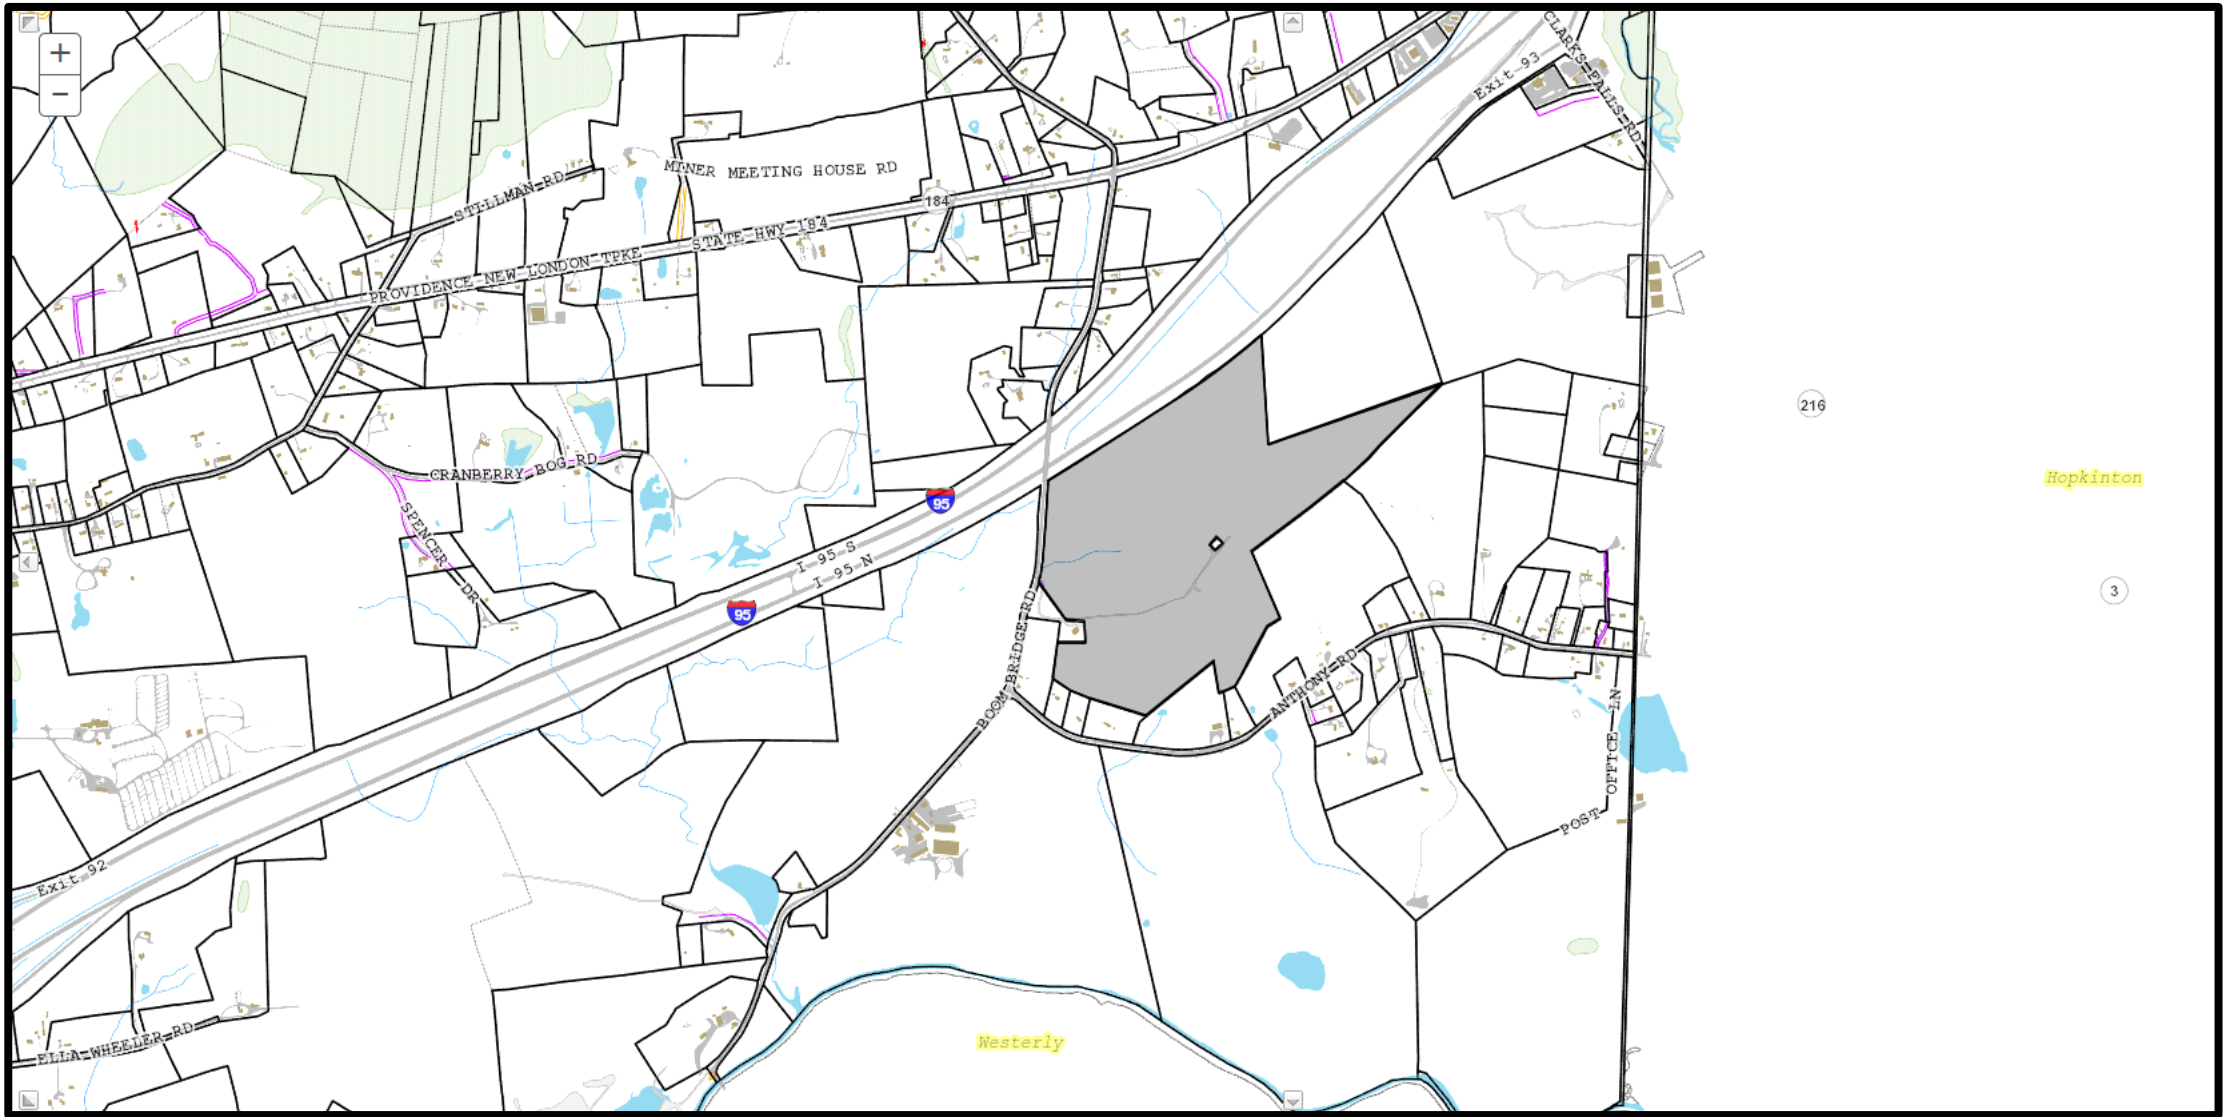 +
−
CLARKS FALLS RD
Exit 93
MINER MEETING HOUSE RD
STILLMAN RD
184
STATE HWY 184
PROVIDENCE NEW LONDON TPKE
216
CRANBERRY BOG RD
Hopkinton
95
SPENCER DR
I 95 S
I 95 N
95
3
BOOM BRIDGE RD
ANTHONY RD
POST OFFICE LN
Exit 92
ELLA WHEELER RD
Westerly